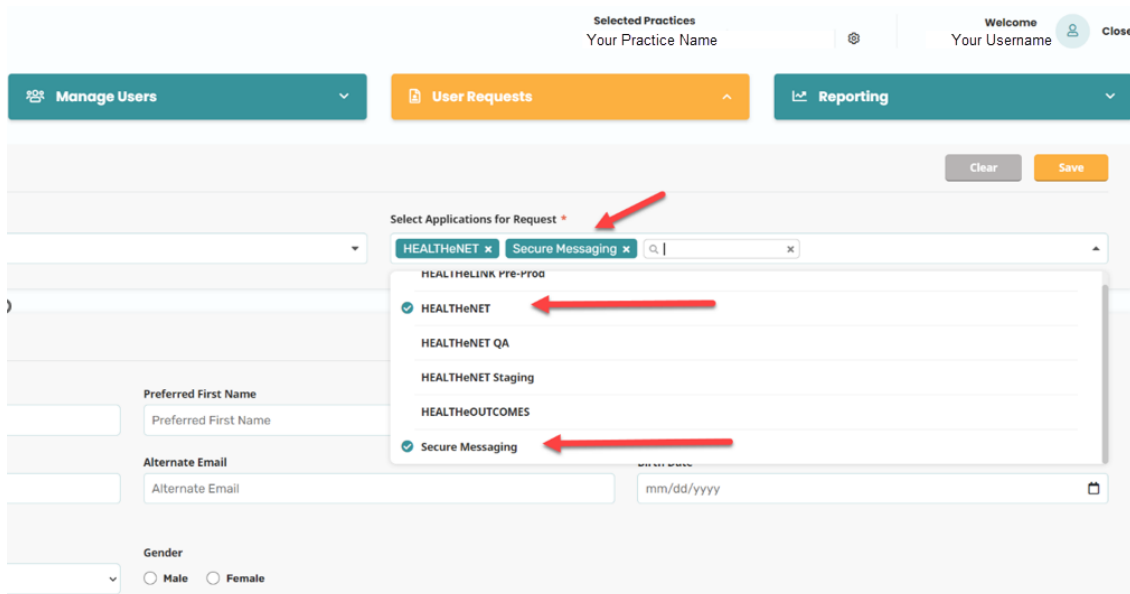 Selected Practices
Your Practice Name
Welcome
Your Username
Close
Manage Users
User Requests
Reporting
Clear
Save
Select Applications for Request *
HEALTHeNET ×
Secure Messaging ×
HEALTHeLINK Pre-Prod
HEALTHeNET
HEALTHeNET QA
HEALTHeNET Staging
HEALTHeOUTCOMES
Secure Messaging
Preferred First Name
Preferred First Name
Alternate Email
Birth Date
Alternate Email
mm/dd/yyyy
Gender
Male
Female